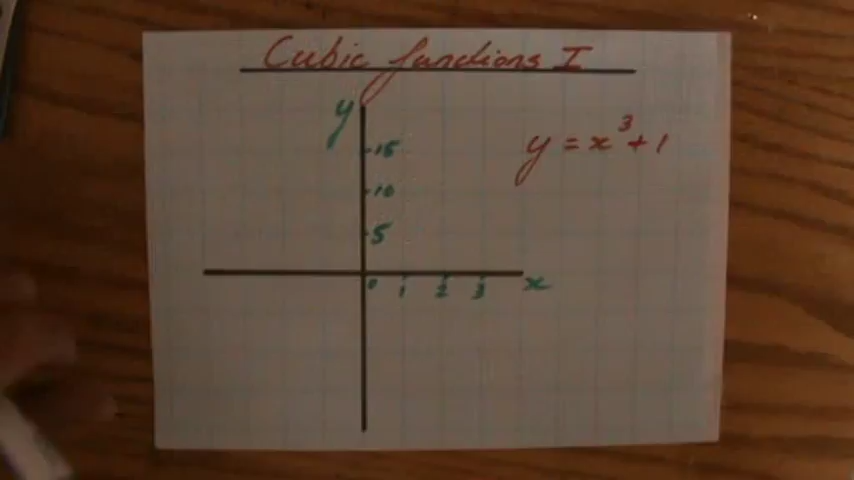 Cubic functions I
y
15
y = x³ + 1
10
5
0 1 2 3 x